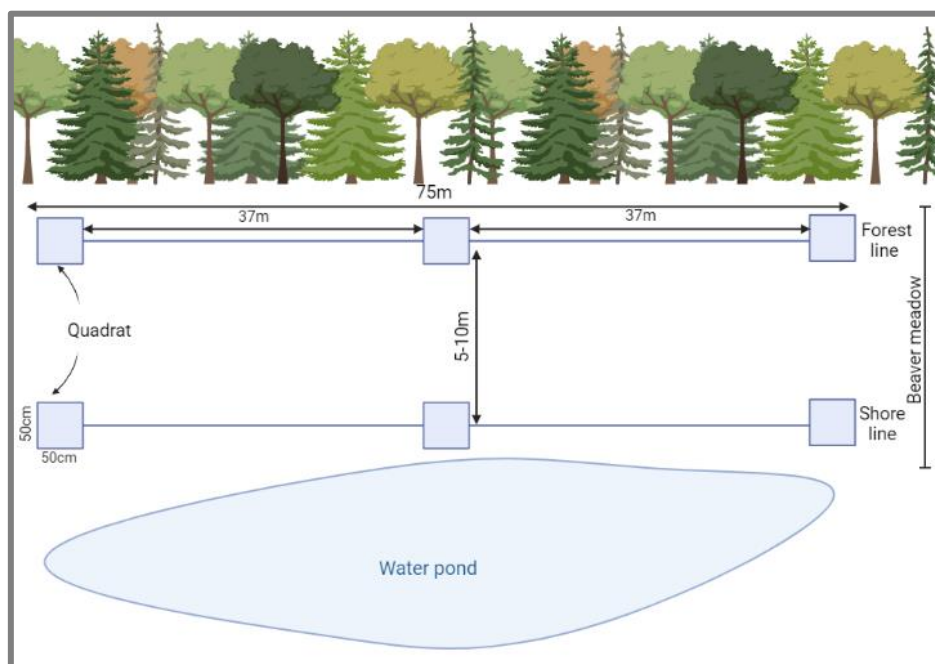 75m
37m
37m
Forest
line
Quadrat
5-10m
Beaver meadow
50cm
50cm
Shore
line
Water pond